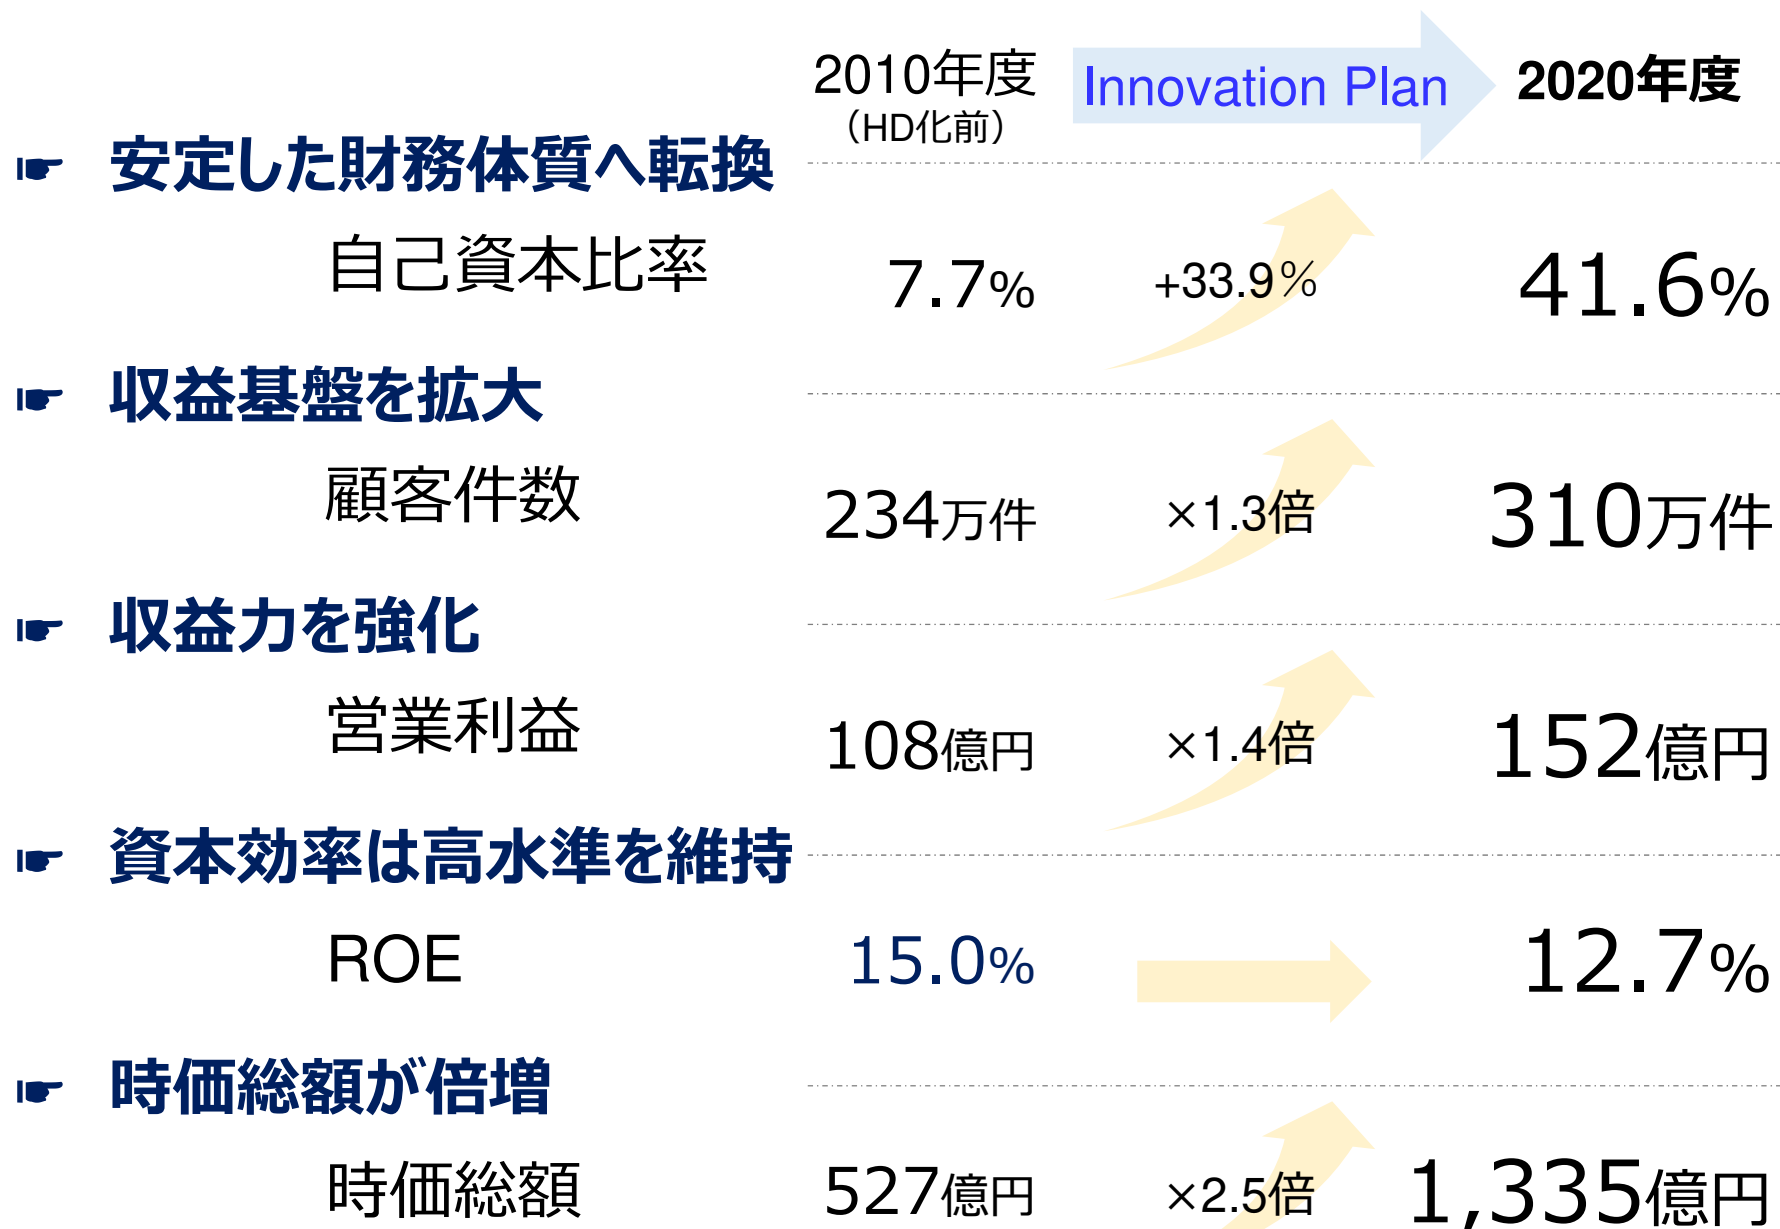 2010年度 Innovation Plan 2020年度
（HD化前）
☛ 安定した財務体質へ転換
自己資本比率 7.7% +33.9％ 41.6%
☛ 収益基盤を拡大
顧客件数 234万件 ×1.3倍 310万件
☛ 収益力を強化
営業利益 108億円 ×1.4倍 152億円
☛ 資本効率は高水準を維持
ROE 15.0% 12.7%
☛ 時価総額が倍増
時価総額 527億円 ×2.5倍 1,335億円